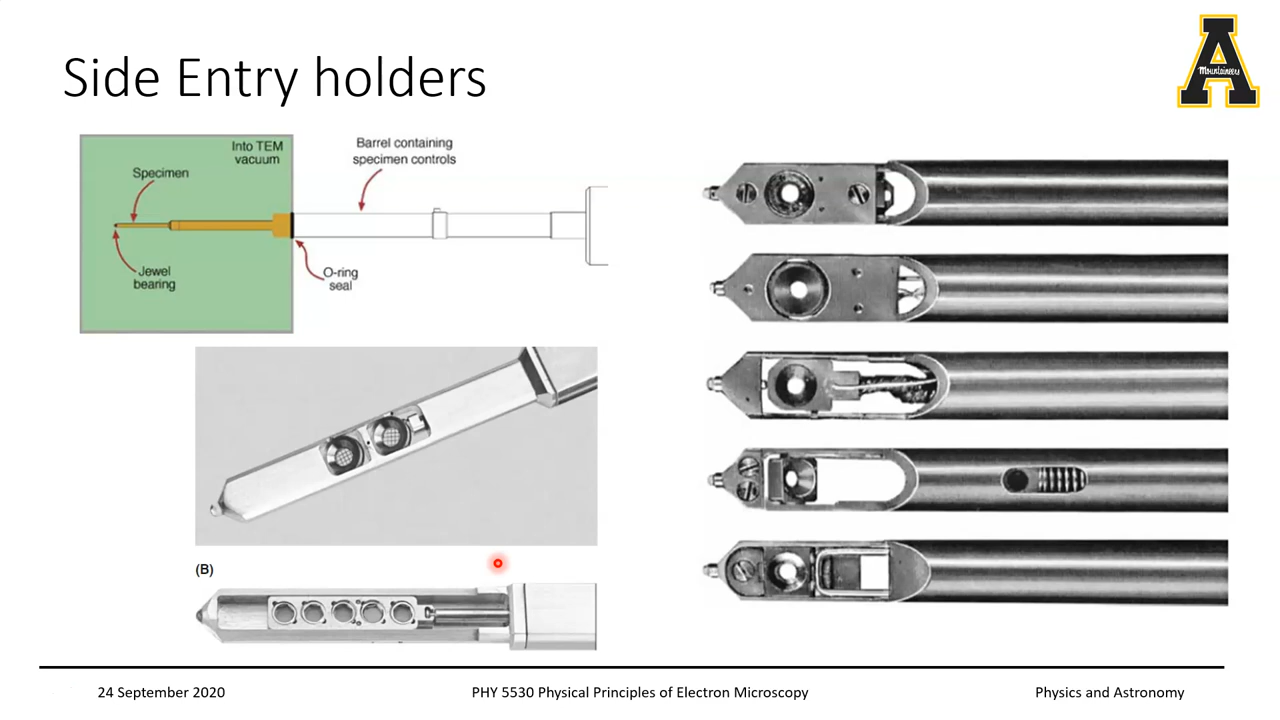 Side Entry holders
Mountaineers
Into TEM
vacuum
Specimen
Jewel
bearing
Barrel containing
specimen controls
O-ring
seal
(B)
24 September 2020
PHY 5530 Physical Principles of Electron Microscopy
Physics and Astronomy